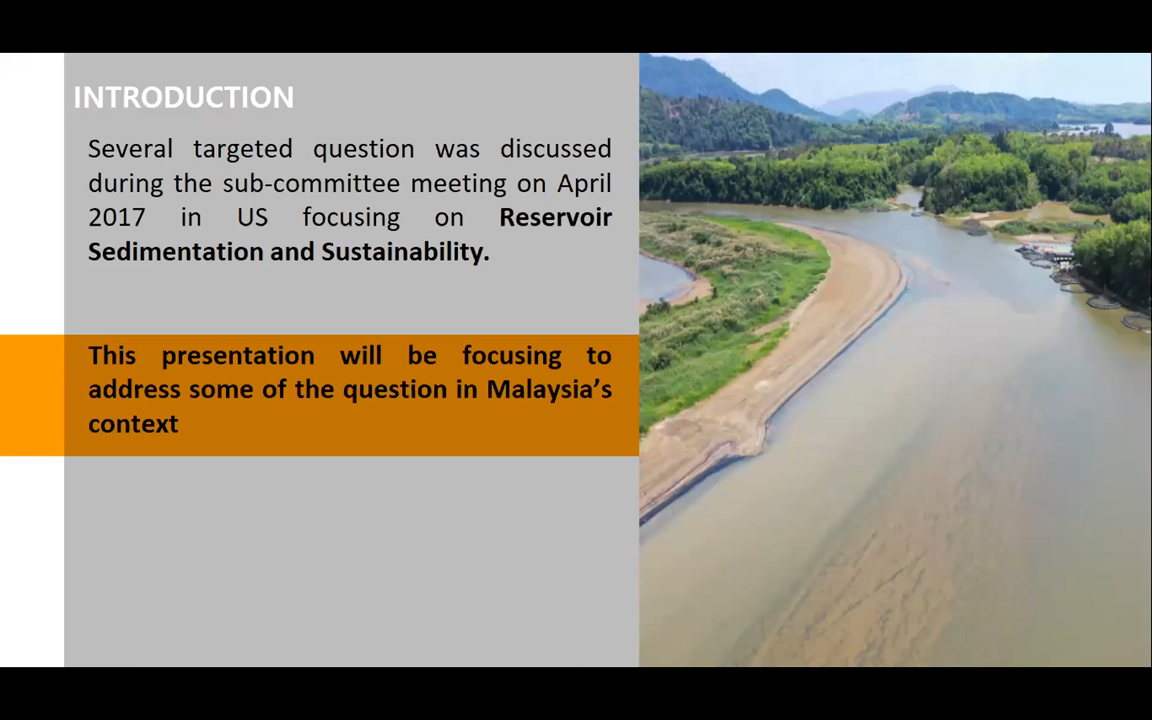 INTRODUCTION
Several targeted question was discussed
during the sub-committee meeting on April
2017 in US focusing on Reservoir
Sedimentation and Sustainability.
This presentation will be focusing to
address some of the question in Malaysia’s
context